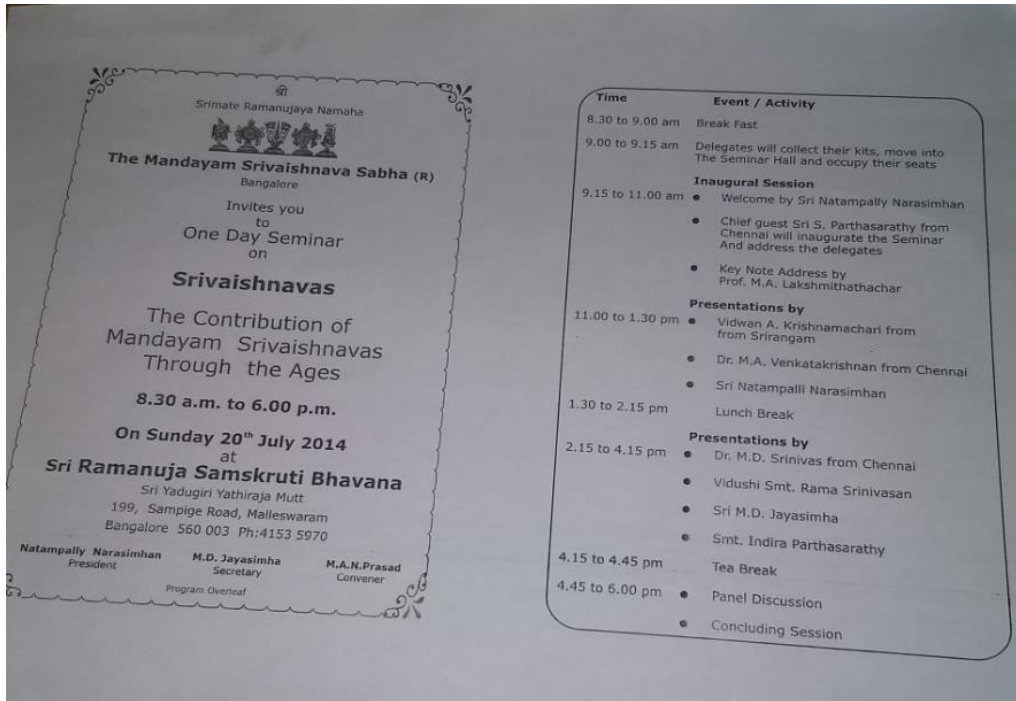 श्री
Srimate Ramanujaya Namaha
The Mandayam Srivaishnava Sabha (R)
Bangalore
Invites you
to
One Day Seminar
on
Srivaishnavas
The Contribution of
Mandayam Srivaishnavas
Through the Ages
8.30 a.m. to 6.00 p.m.
On Sunday 20th July 2014
at
Sri Ramanuja Samskruti Bhavana
Sri Yadugiri Yathiraja Mutt
199, Sampige Road, Malleswaram
Bangalore 560 003 Ph:4153 5970
Natampally Narasimhan M.D. Jayasimha M.A.N.Prasad
President Secretary Convener
Program Overleaf
Time Event / Activity
8.30 to 9.00 am Break Fast
9.00 to 9.15 am Delegates will collect their kits, move into
The Seminar Hall and occupy their seats
Inaugural Session
9.15 to 11.00 am • Welcome by Sri Natampally Narasimhan
• Chief guest Sri S. Parthasarathy from
Chennai will inaugurate the Seminar
And address the delegates
• Key Note Address by
Prof. M.A. Lakshmithathachar
Presentations by
11.00 to 1.30 pm • Vidwan A. Krishnamachari from
from Srirangam
• Dr. M.A. Venkatakrishnan from Chennai
• Sri Natampalli Narasimhan
1.30 to 2.15 pm Lunch Break
Presentations by
2.15 to 4.15 pm • Dr. M.D. Srinivas from Chennai
• Vidushi Smt. Rama Srinivasan
• Sri M.D. Jayasimha
• Smt. Indira Parthasarathy
4.15 to 4.45 pm Tea Break
4.45 to 6.00 pm • Panel Discussion
• Concluding Session